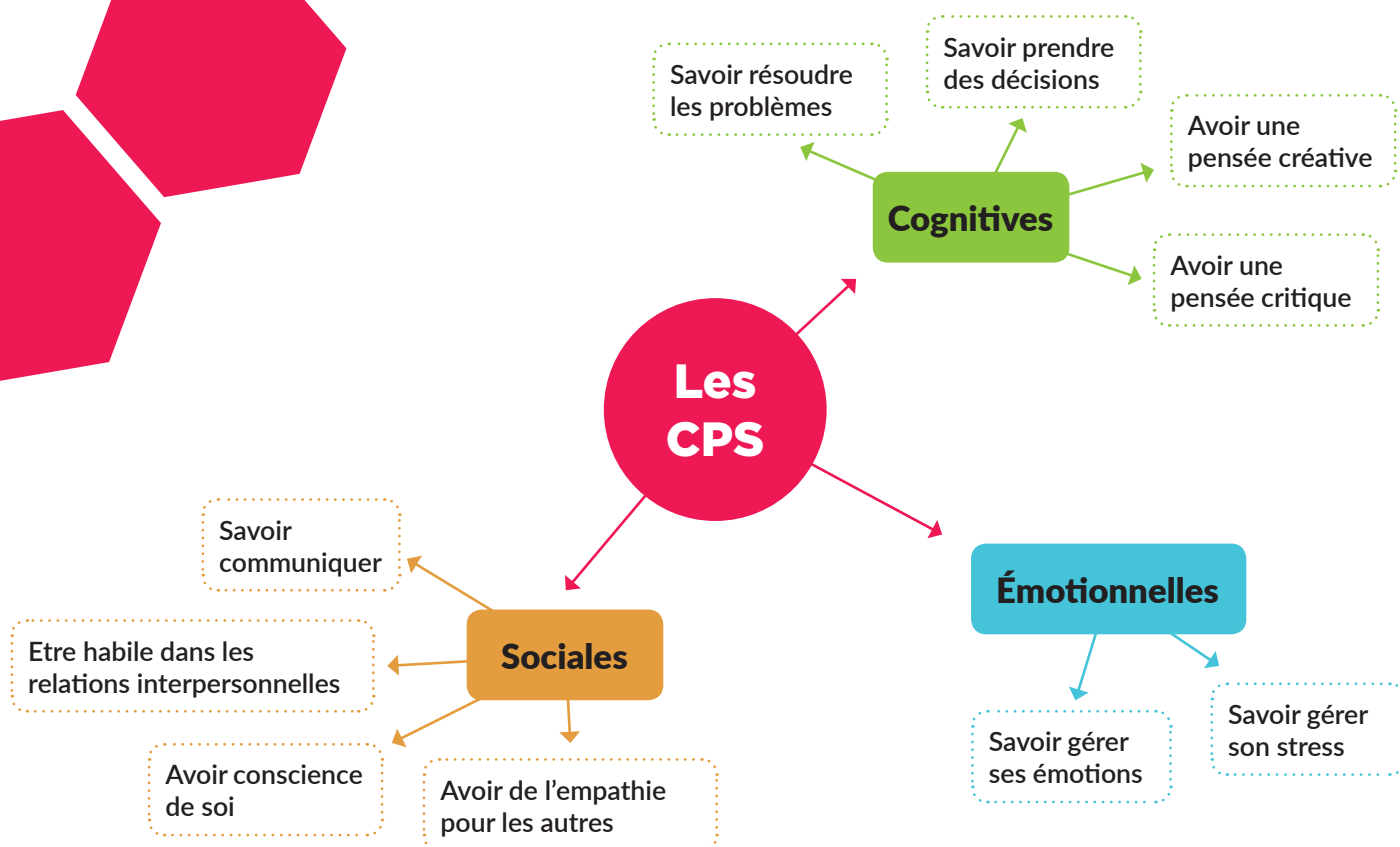 Savoir résoudre
les problèmes
Savoir prendre
des décisions
Avoir une
pensée créative
Cognitives
Avoir une
pensée critique
Les
CPS
Savoir
communiquer
Etre habile dans les
relations interpersonnelles
Sociales
Avoir conscience
de soi
Avoir de l’empathie
pour les autres
Émotionnelles
Savoir gérer
ses émotions
Savoir gérer
son stress